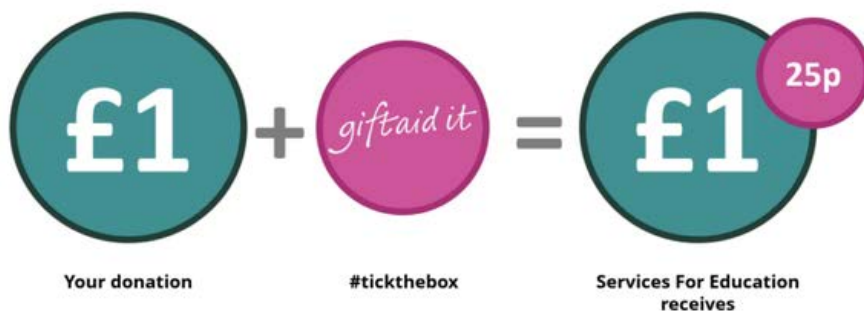 £1
+
giftaid it
=
£1
25p
Your donation
#tickthebox
Services For Education
receives